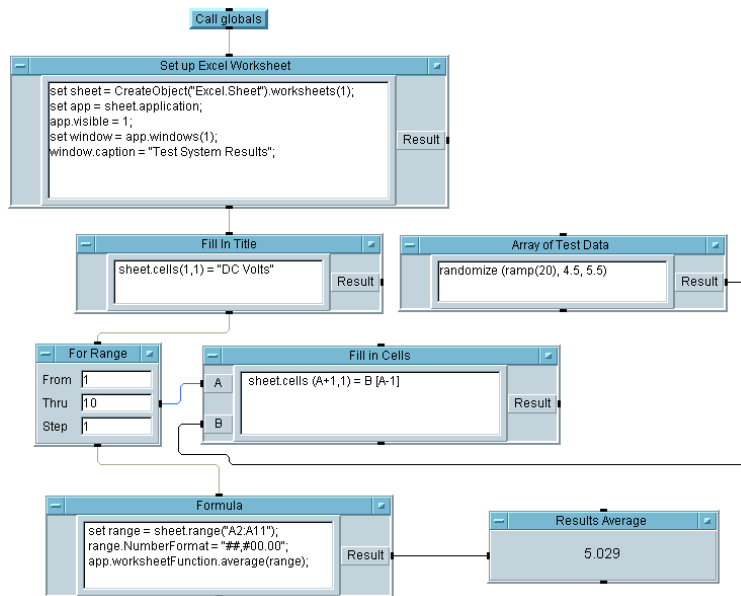 Call globals
Set up Excel Worksheet
set sheet = CreateObject("Excel.Sheet").worksheets(1);
set app = sheet.application;
app.visible = 1;
set window = app.windows(1);
window.caption = "Test System Results";
Result
Fill In Title
sheet.cells(1,1) = "DC Volts"
Result
Array of Test Data
randomize (ramp(20), 4.5, 5.5)
Result
For Range
From 1
Thru 10
Step 1
Fill in Cells
A
B
sheet.cells (A+1,1) = B [A-1]
Result
Formula
set range = sheet.range("A2:A11");
range.NumberFormat = "##,#00.00";
app.worksheetFunction.average(range);
Result
Results Average
5.029